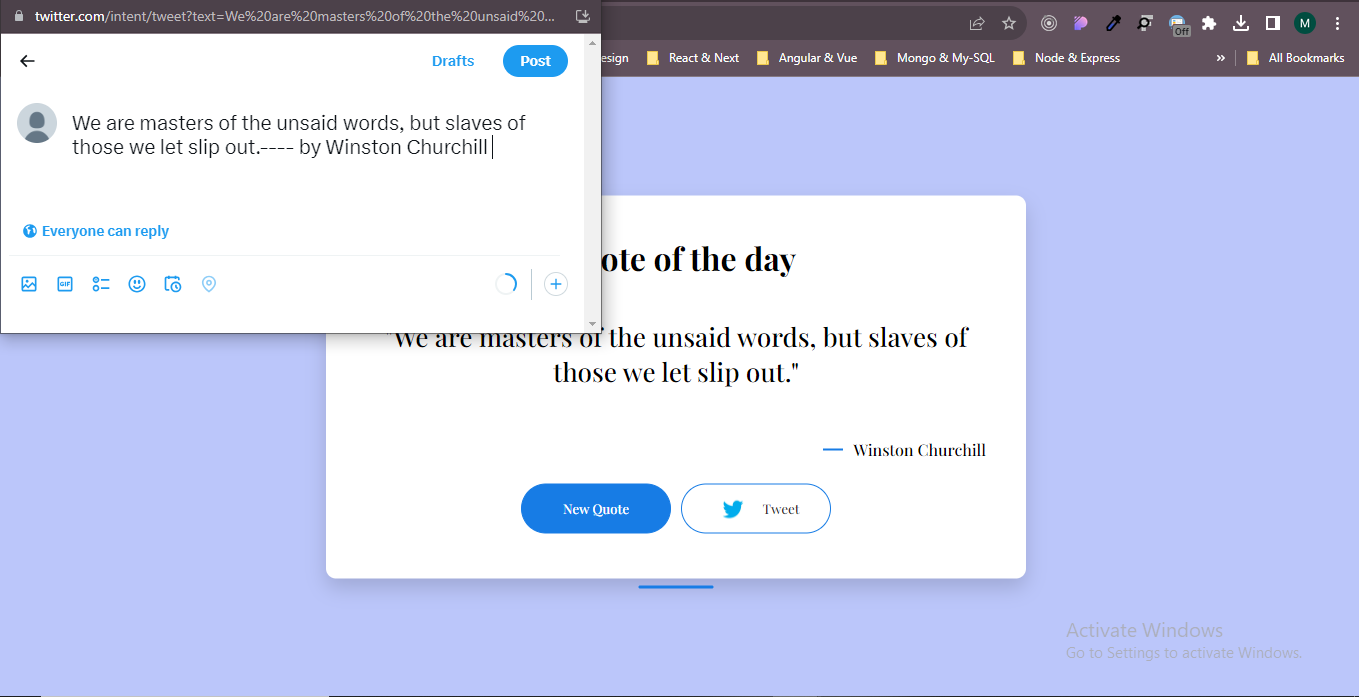 twitter.com/intent/tweet?text=We%20are%20masters%20of%20the%20unsaid%20...
Drafts
Post
We are masters of the unsaid words, but slaves of
those we let slip out.---- by Winston Churchill
Everyone can reply
GIF
Off
M
esign
React & Next
Angular & Vue
Mongo & My-SQL
Node & Express
»
All Bookmarks
ote of the day
"We are masters of the unsaid words, but slaves of
those we let slip out."
— Winston Churchill
New Quote
Tweet
Activate Windows
Go to Settings to activate Windows.